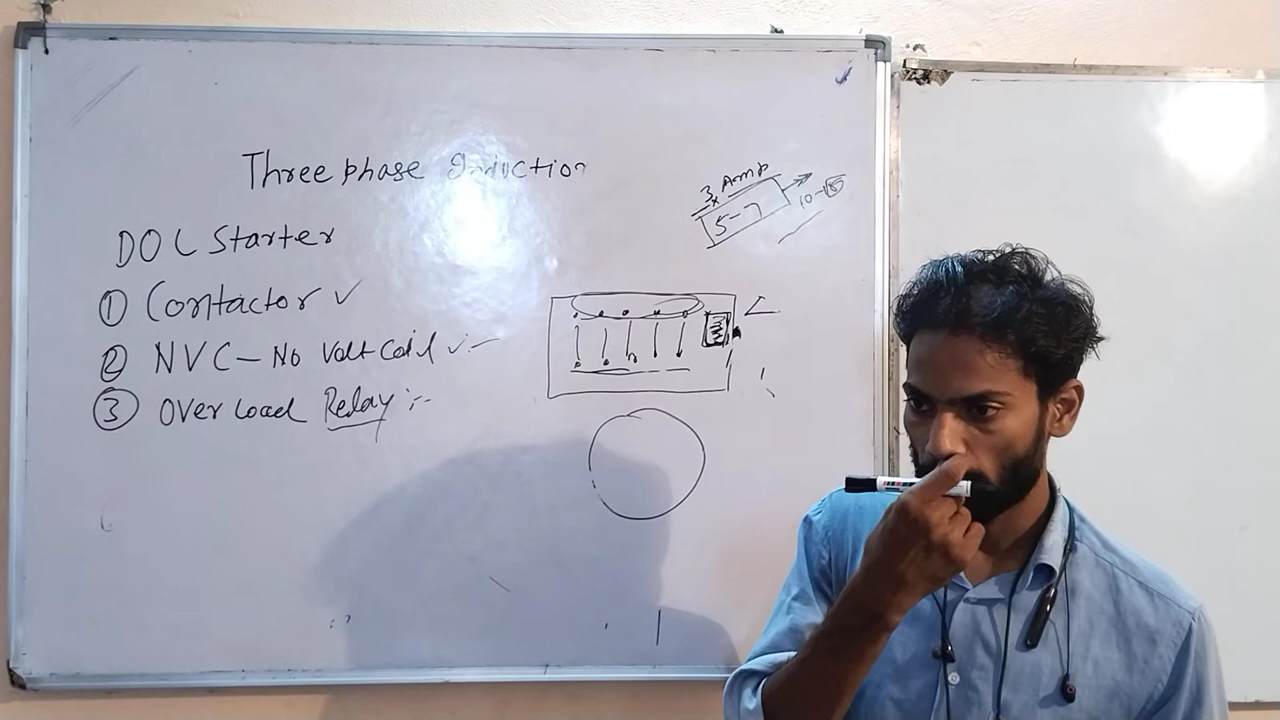 Three phase Induction
3 Amp
5-7
10-15
DOL Starter
① Contactor ✓
② NVC - No Volt Coil ✓:-
③ Over Load Relay :-